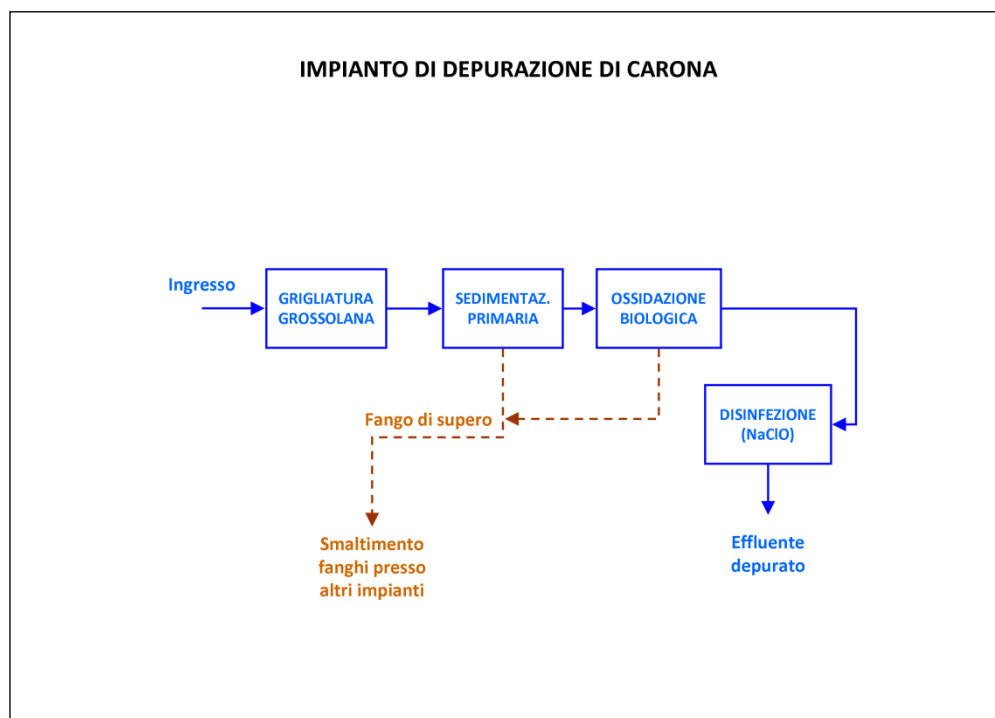 IMPIANTO DI DEPURAZIONE DI CARONA
Ingresso
GRIGLIATURA
GROSSOLANA
SEDIMENTAZ.
PRIMARIA
OSSIDAZIONE
BIOLOGICA
Fango di supero
DISINFEZIONE
(NaClO)
Smaltimento
fanghi presso
altri impianti
Effluente
depurato